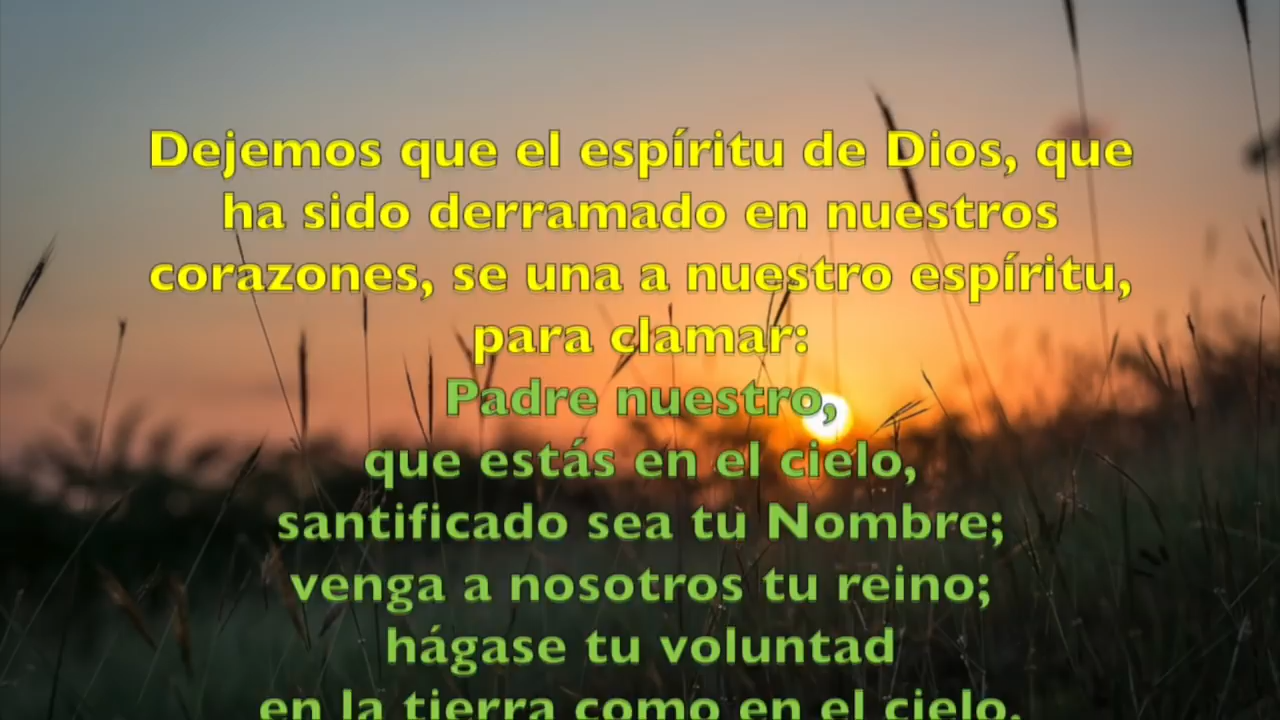 Dejemos que el espíritu de Dios, que
ha sido derramado en nuestros
corazones, se una a nuestro espíritu,
para clamar:
Padre nuestro,
que estás en el cielo,
santificado sea tu Nombre;
venga a nosotros tu reino;
hágase tu voluntad
en la tierra como en el cielo.